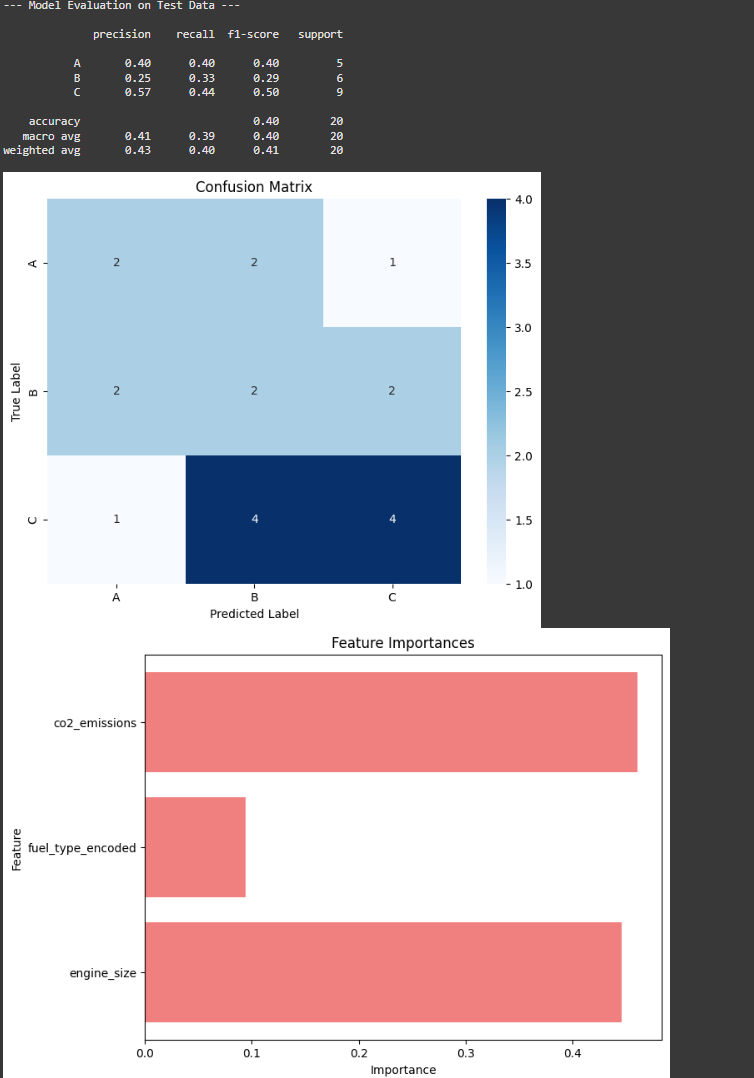 --- Model Evaluation on Test Data ---
precision recall f1-score support
A 0.40 0.40 0.40 5
B 0.25 0.33 0.29 6
C 0.57 0.44 0.50 9
accuracy 0.40 20
macro avg 0.41 0.39 0.40 20
weighted avg 0.43 0.40 0.41 20
Confusion Matrix
4.0
A 2 2 1
3.5
3.0
True Label
B 2 2 2
2.5
2.0
C 1 4 4
1.5
1.0
A B C
Predicted Label
Feature Importances
co2_emissions
Feature
fuel_type_encoded
engine_size
0.0 0.1 0.2 0.3 0.4
Importance